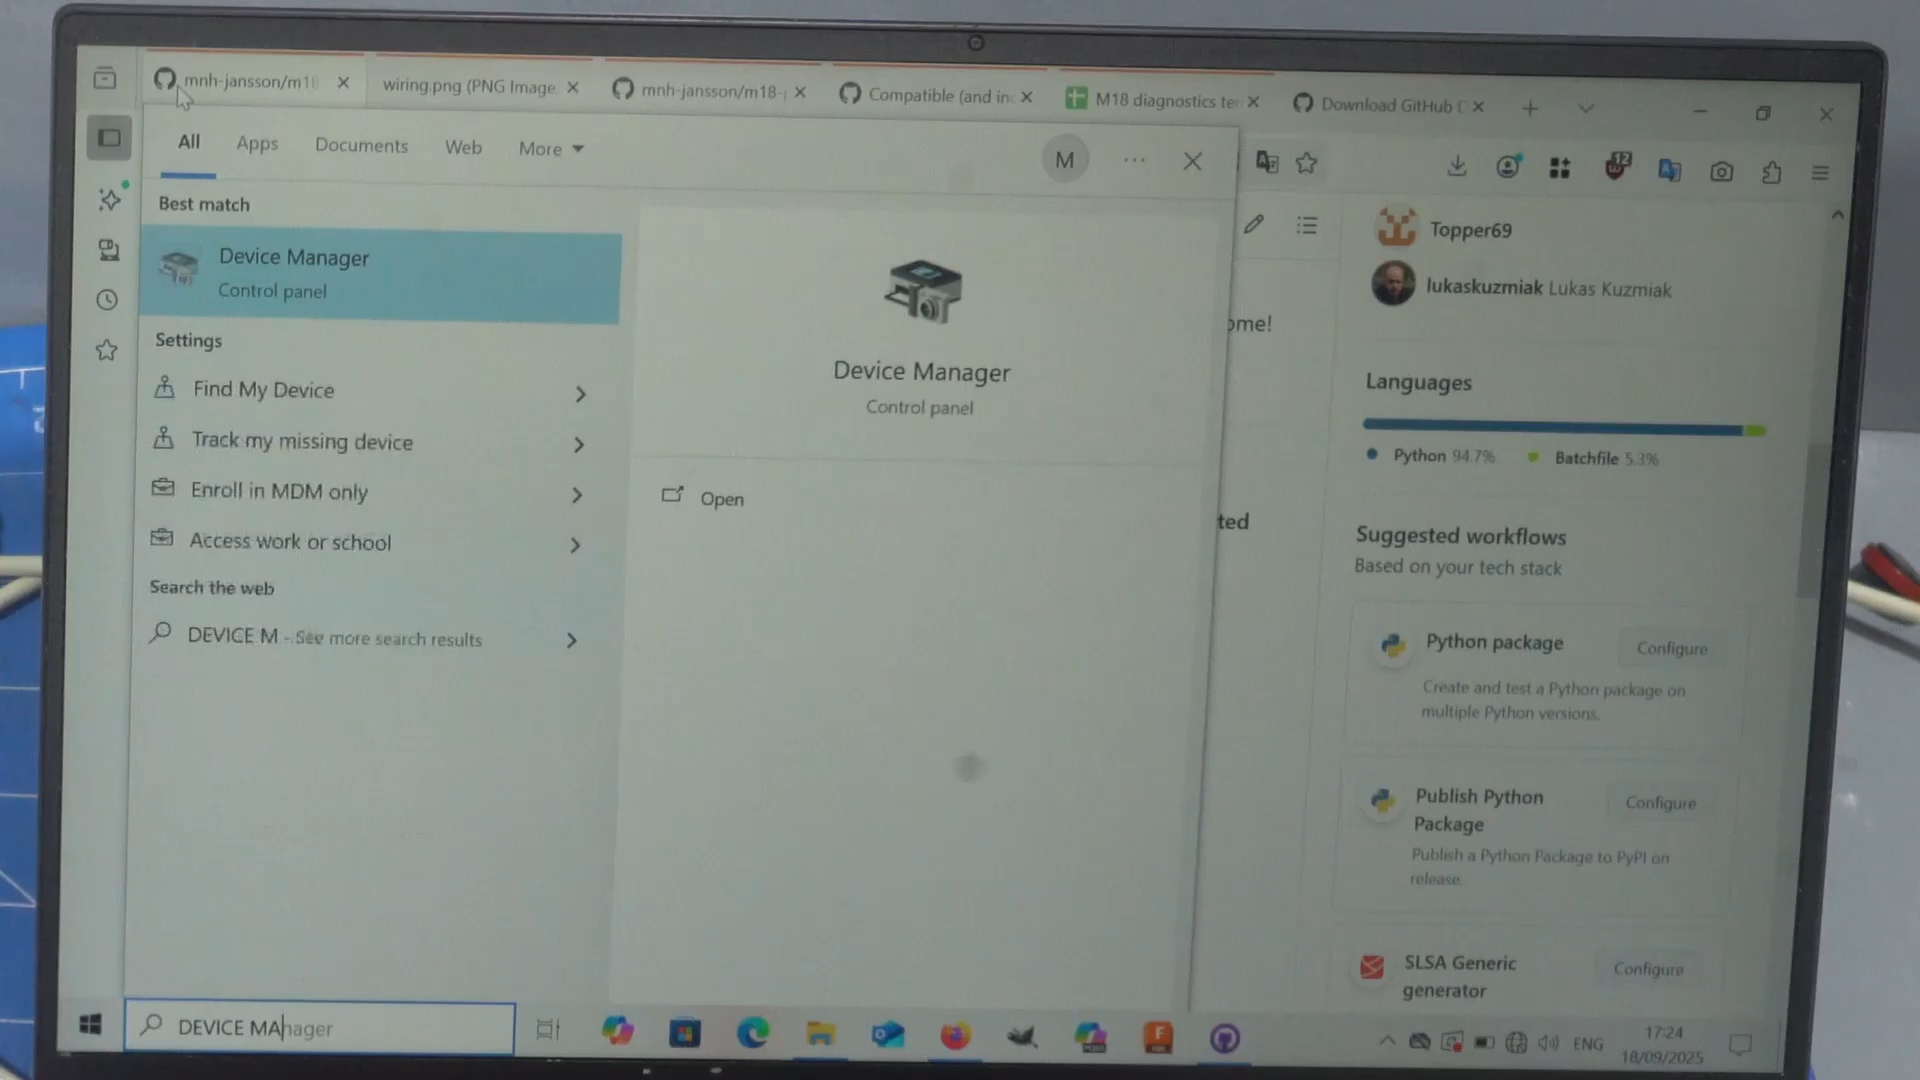 mnh-jansson/m18
wiring.png (PNG Image
mnh-jansson/m18-
Compatible (and inc
M18 diagnostics ter
Download GitHub D
All
Apps
Documents
Web
More
M
12
Best match
Device Manager
Control panel
Settings
Find My Device
Track my missing device
Enroll in MDM only
Access work or school
Search the web
DEVICE M - See more search results
Device Manager
Control panel
Open
ome!
ted
Topper69
lukaskuzmiak Lukas Kuzmiak
Languages
Python 94.7%
Batchfile 5.3%
Suggested workflows
Based on your tech stack
Python package
Configure
Create and test a Python package on
multiple Python versions.
Publish Python
Package
Configure
Publish a Python Package to PyPI on
release.
SLSA Generic
generator
Configure
DEVICE MAnager
ENG
17:24
18/09/2025